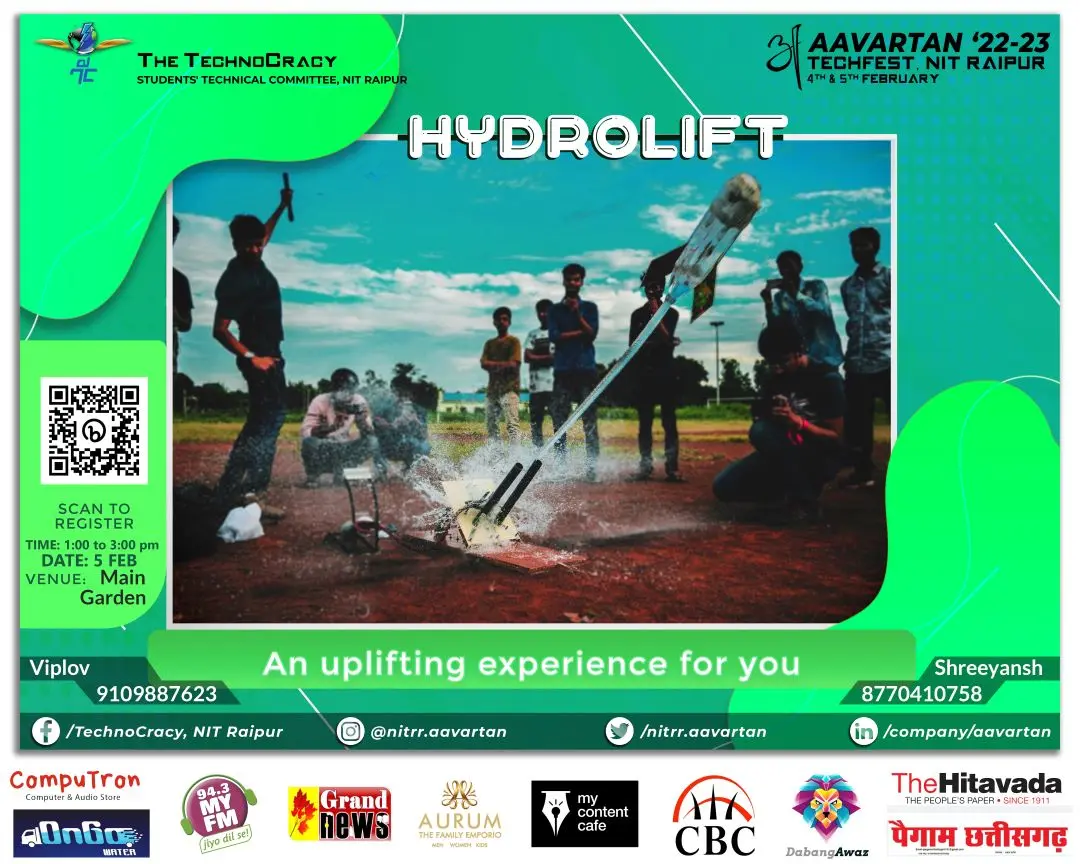 THE TECHNOCRACY
STUDENTS' TECHNICAL COMMITTEE, NIT RAIPUR
AAVARTAN '22-23
TECHFEST, NIT RAIPUR
4TH & 5TH FEBRUARY
HYDROLIFT
SCAN TO
REGISTER
TIME: 1:00 to 3:00 pm
DATE: 5 FEB
VENUE: Main
Garden
An uplifting experience for you
Viplov
9109887623
Shreeyansh
8770410758
/TechnoCracy, NIT Raipur
@nitrr.aavartan
/nitrr.aavartan
/company/aavartan
CompuTron
Computer & Audio Store
OnGo
WATER
94.3
MY
FM
jiyo dil se!
Grand
news
AURUM
THE FAMILY EMPORIO
MEN WOMEN KIDS
my
content
cafe
CBC
DabangAwaz
TheHitavada
THE PEOPLE'S PAPER • SINCE 1911
पैगाम छत्तीसगढ़